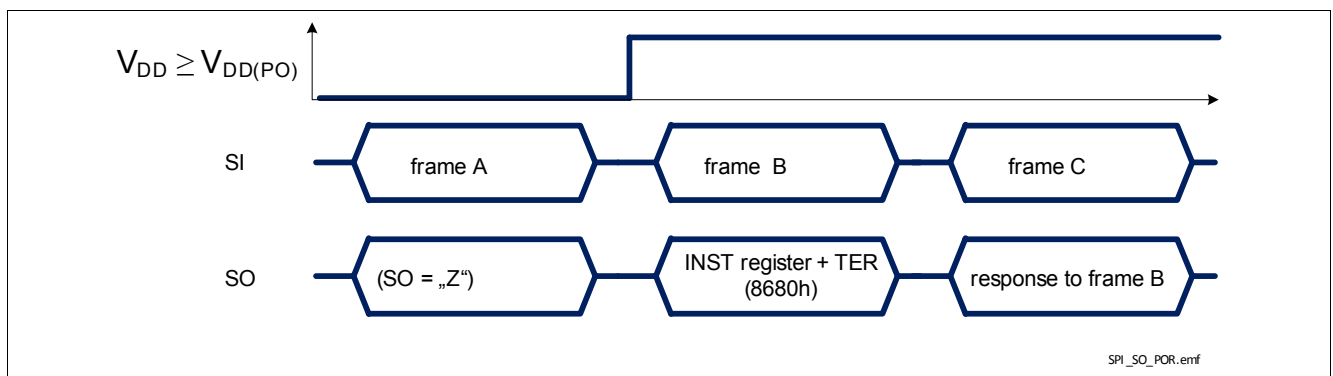 VDD ≥ VDD(PO)
SI
frame A
frame B
frame C
SO
(SO = „Z“)
INST register + TER
(8680h)
response to frame B
SPI_SO_POR.emf